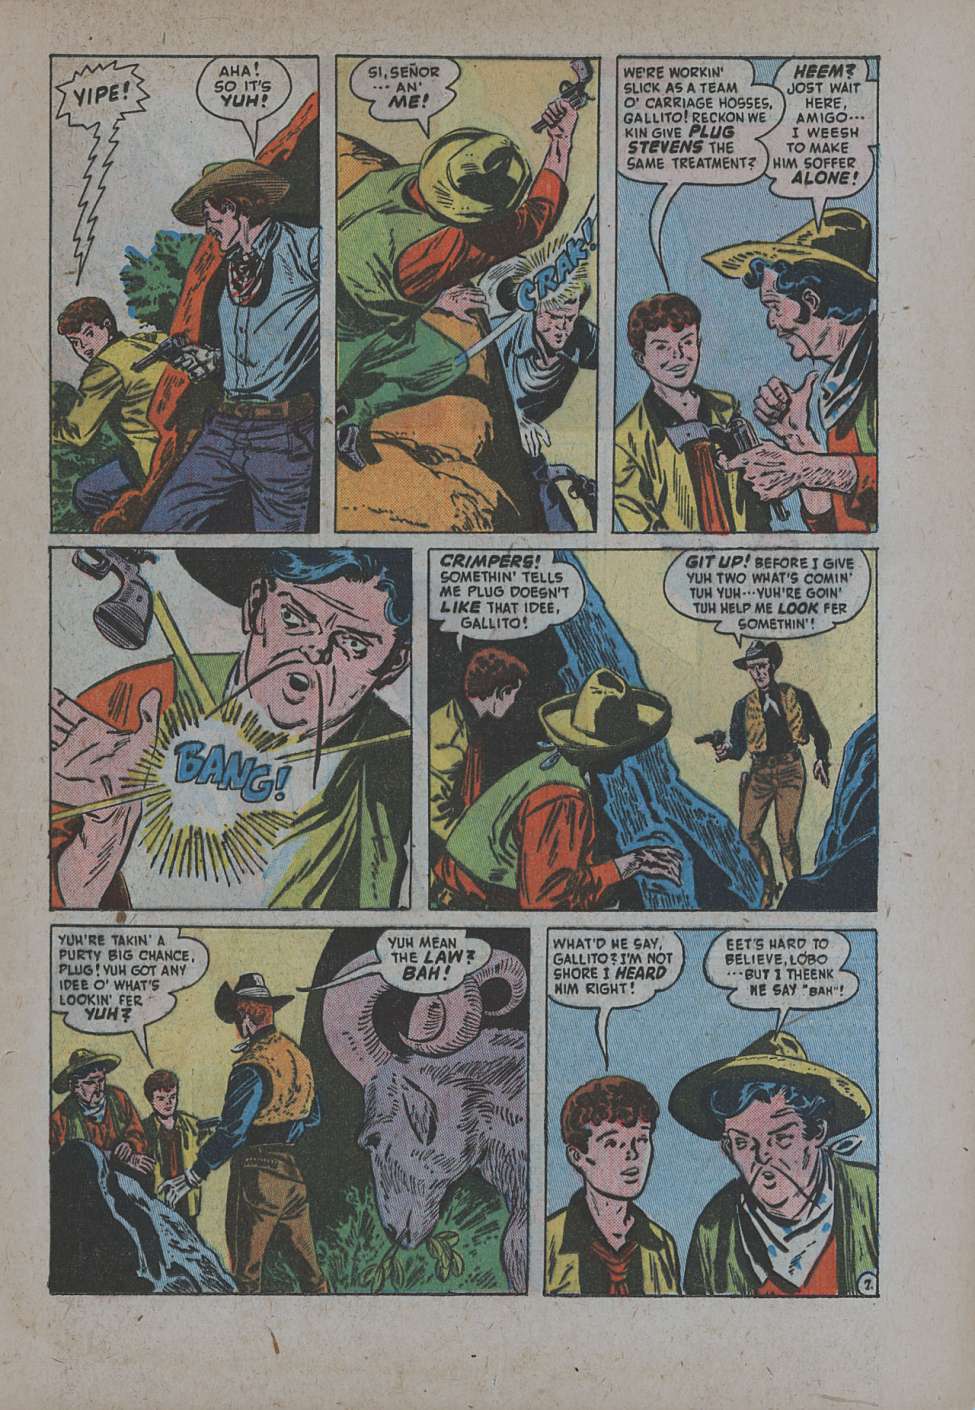 YIPE!
AHA!
SO IT'S
YUH!
SI, SEÑOR
... AN'
ME!
CRAK!
WE'RE WORKIN'
SLICK AS A TEAM
O' CARRIAGE HOSSES,
GALLITO! RECKON WE
KIN GIVE PLUG
STEVENS THE
SAME TREATMENT?
HEEM?
JOST WAIT
HERE,
AMIGO---
I WEESH
TO MAKE
HIM SOFFER
ALONE!
BANG!
CRIMPERS!
SOMETHIN' TELLS
ME PLUG DOESN'T
LIKE THAT IDEE,
GALLITO!
GIT UP! BEFORE I GIVE
YUH TWO WHAT'S COMIN'
TUH YUH---YUH'RE GOIN'
TUH HELP ME LOOK FER
SOMETHIN'!
YUH'RE TAKIN' A
PURTY BIG CHANCE,
PLUG! YUH GOT ANY
IDEE O' WHAT'S
LOOKIN' FER
YUH?
YUH MEAN
THE LAW?
BAH!
WHAT'D HE SAY,
GALLITO? I'M NOT
SHORE I HEARD
HIM RIGHT!
EET'S HARD TO
BELIEVE, LOBO
---BUT I THEENK
HE SAY "BAH"!
7.